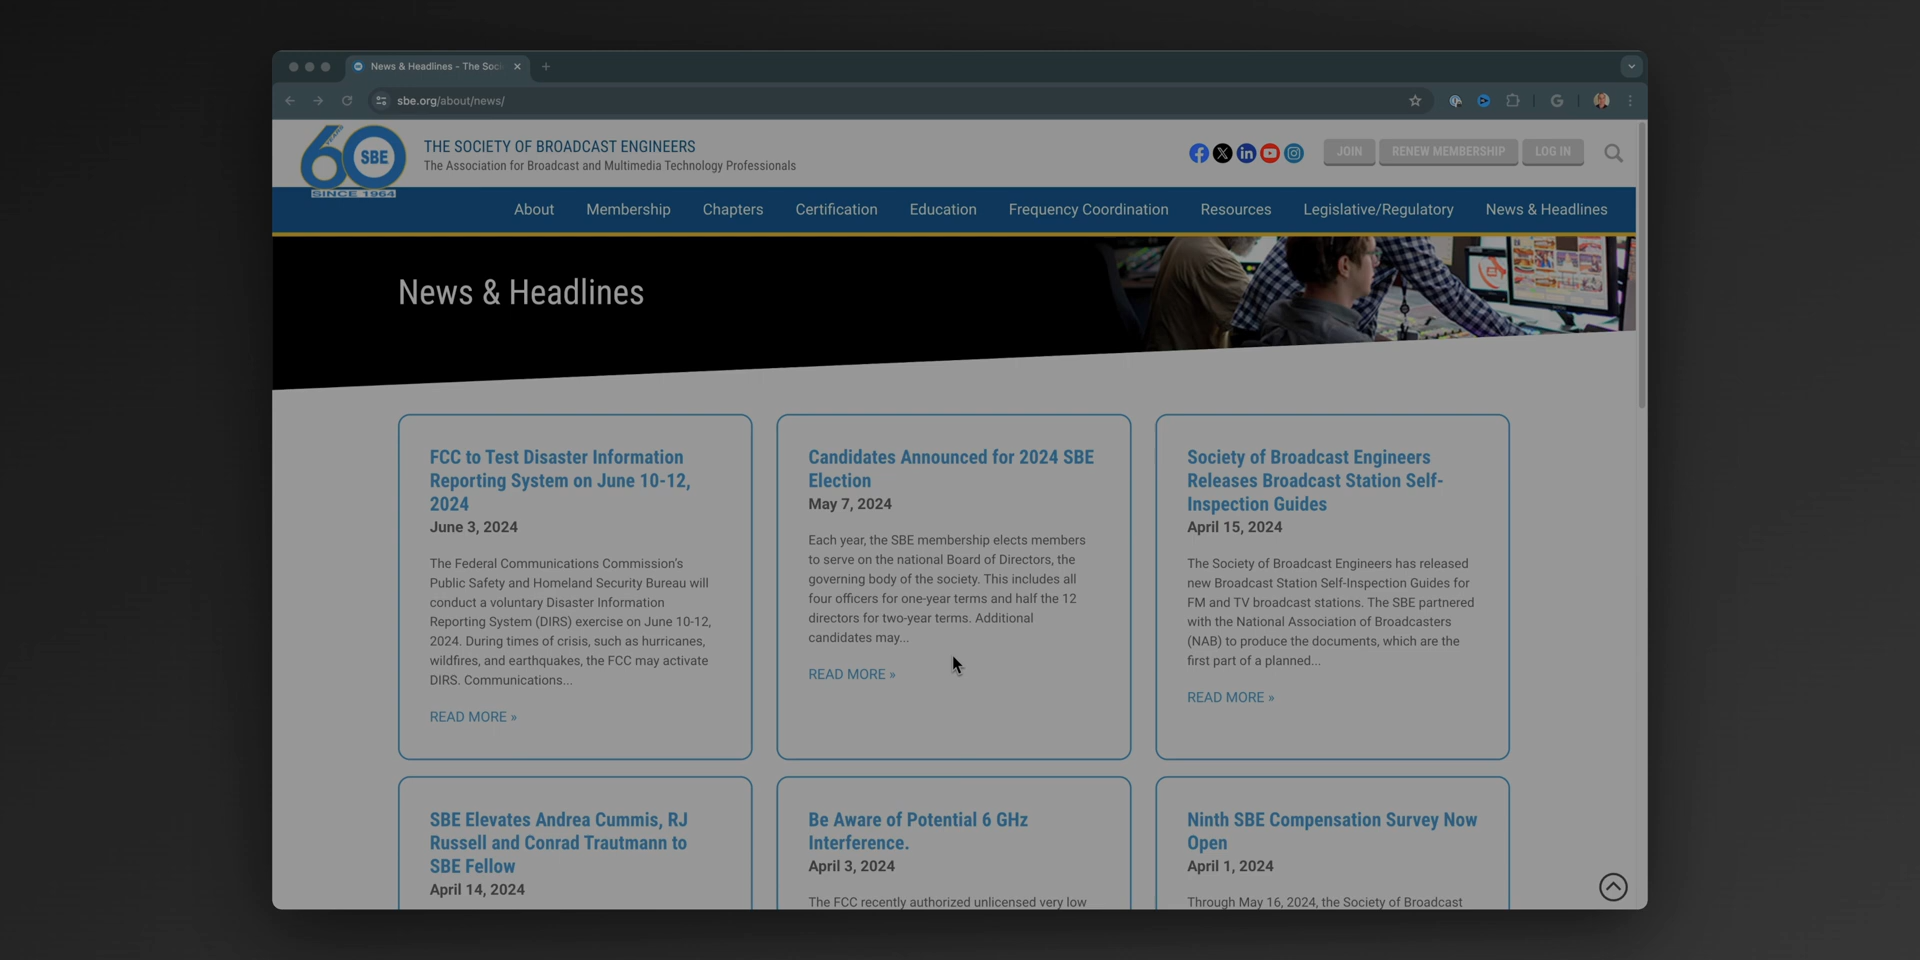 News & Headlines - The Soci
sbe.org/about/news/
60 YEARS
SBE
SINCE 1964
THE SOCIETY OF BROADCAST ENGINEERS
The Association for Broadcast and Multimedia Technology Professionals
JOIN
RENEW MEMBERSHIP
LOG IN
About
Membership
Chapters
Certification
Education
Frequency Coordination
Resources
Legislative/Regulatory
News & Headlines
News & Headlines
FCC to Test Disaster Information
Reporting System on June 10-12,
2024
June 3, 2024
The Federal Communications Commission’s
Public Safety and Homeland Security Bureau will
conduct a voluntary Disaster Information
Reporting System (DIRS) exercise on June 10-12,
2024. During times of crisis, such as hurricanes,
wildfires, and earthquakes, the FCC may activate
DIRS. Communications...
READ MORE »
Candidates Announced for 2024 SBE
Election
May 7, 2024
Each year, the SBE membership elects members
to serve on the national Board of Directors, the
governing body of the society. This includes all
four officers for one-year terms and half the 12
directors for two-year terms. Additional
candidates may...
READ MORE »
Society of Broadcast Engineers
Releases Broadcast Station Self-
Inspection Guides
April 15, 2024
The Society of Broadcast Engineers has released
new Broadcast Station Self-Inspection Guides for
FM and TV broadcast stations. The SBE partnered
with the National Association of Broadcasters
(NAB) to produce the documents, which are the
first part of a planned...
READ MORE »
SBE Elevates Andrea Cummis, RJ
Russell and Conrad Trautmann to
SBE Fellow
April 14, 2024
Be Aware of Potential 6 GHz
Interference.
April 3, 2024
The FCC recently authorized unlicensed very low
Ninth SBE Compensation Survey Now
Open
April 1, 2024
Through May 16, 2024, the Society of Broadcast